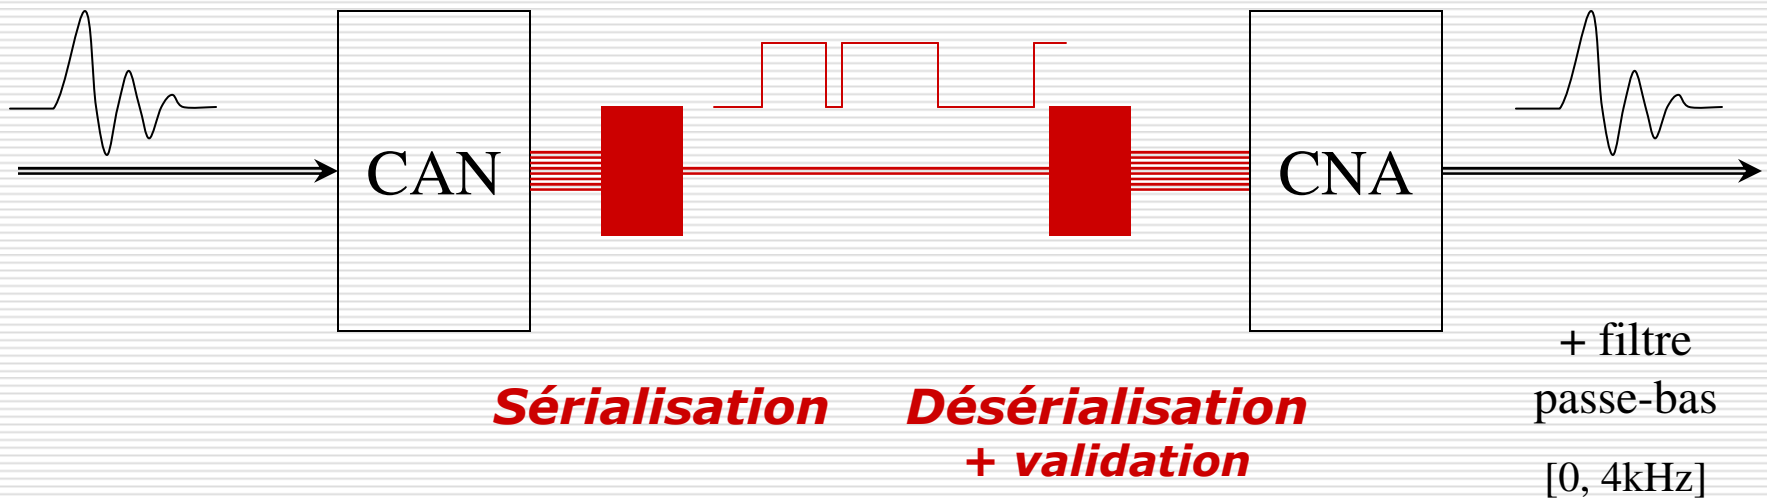 CAN
CNA
Sérialisation
Désérialisation
+ validation
+ filtre
passe-bas
[0, 4kHz]